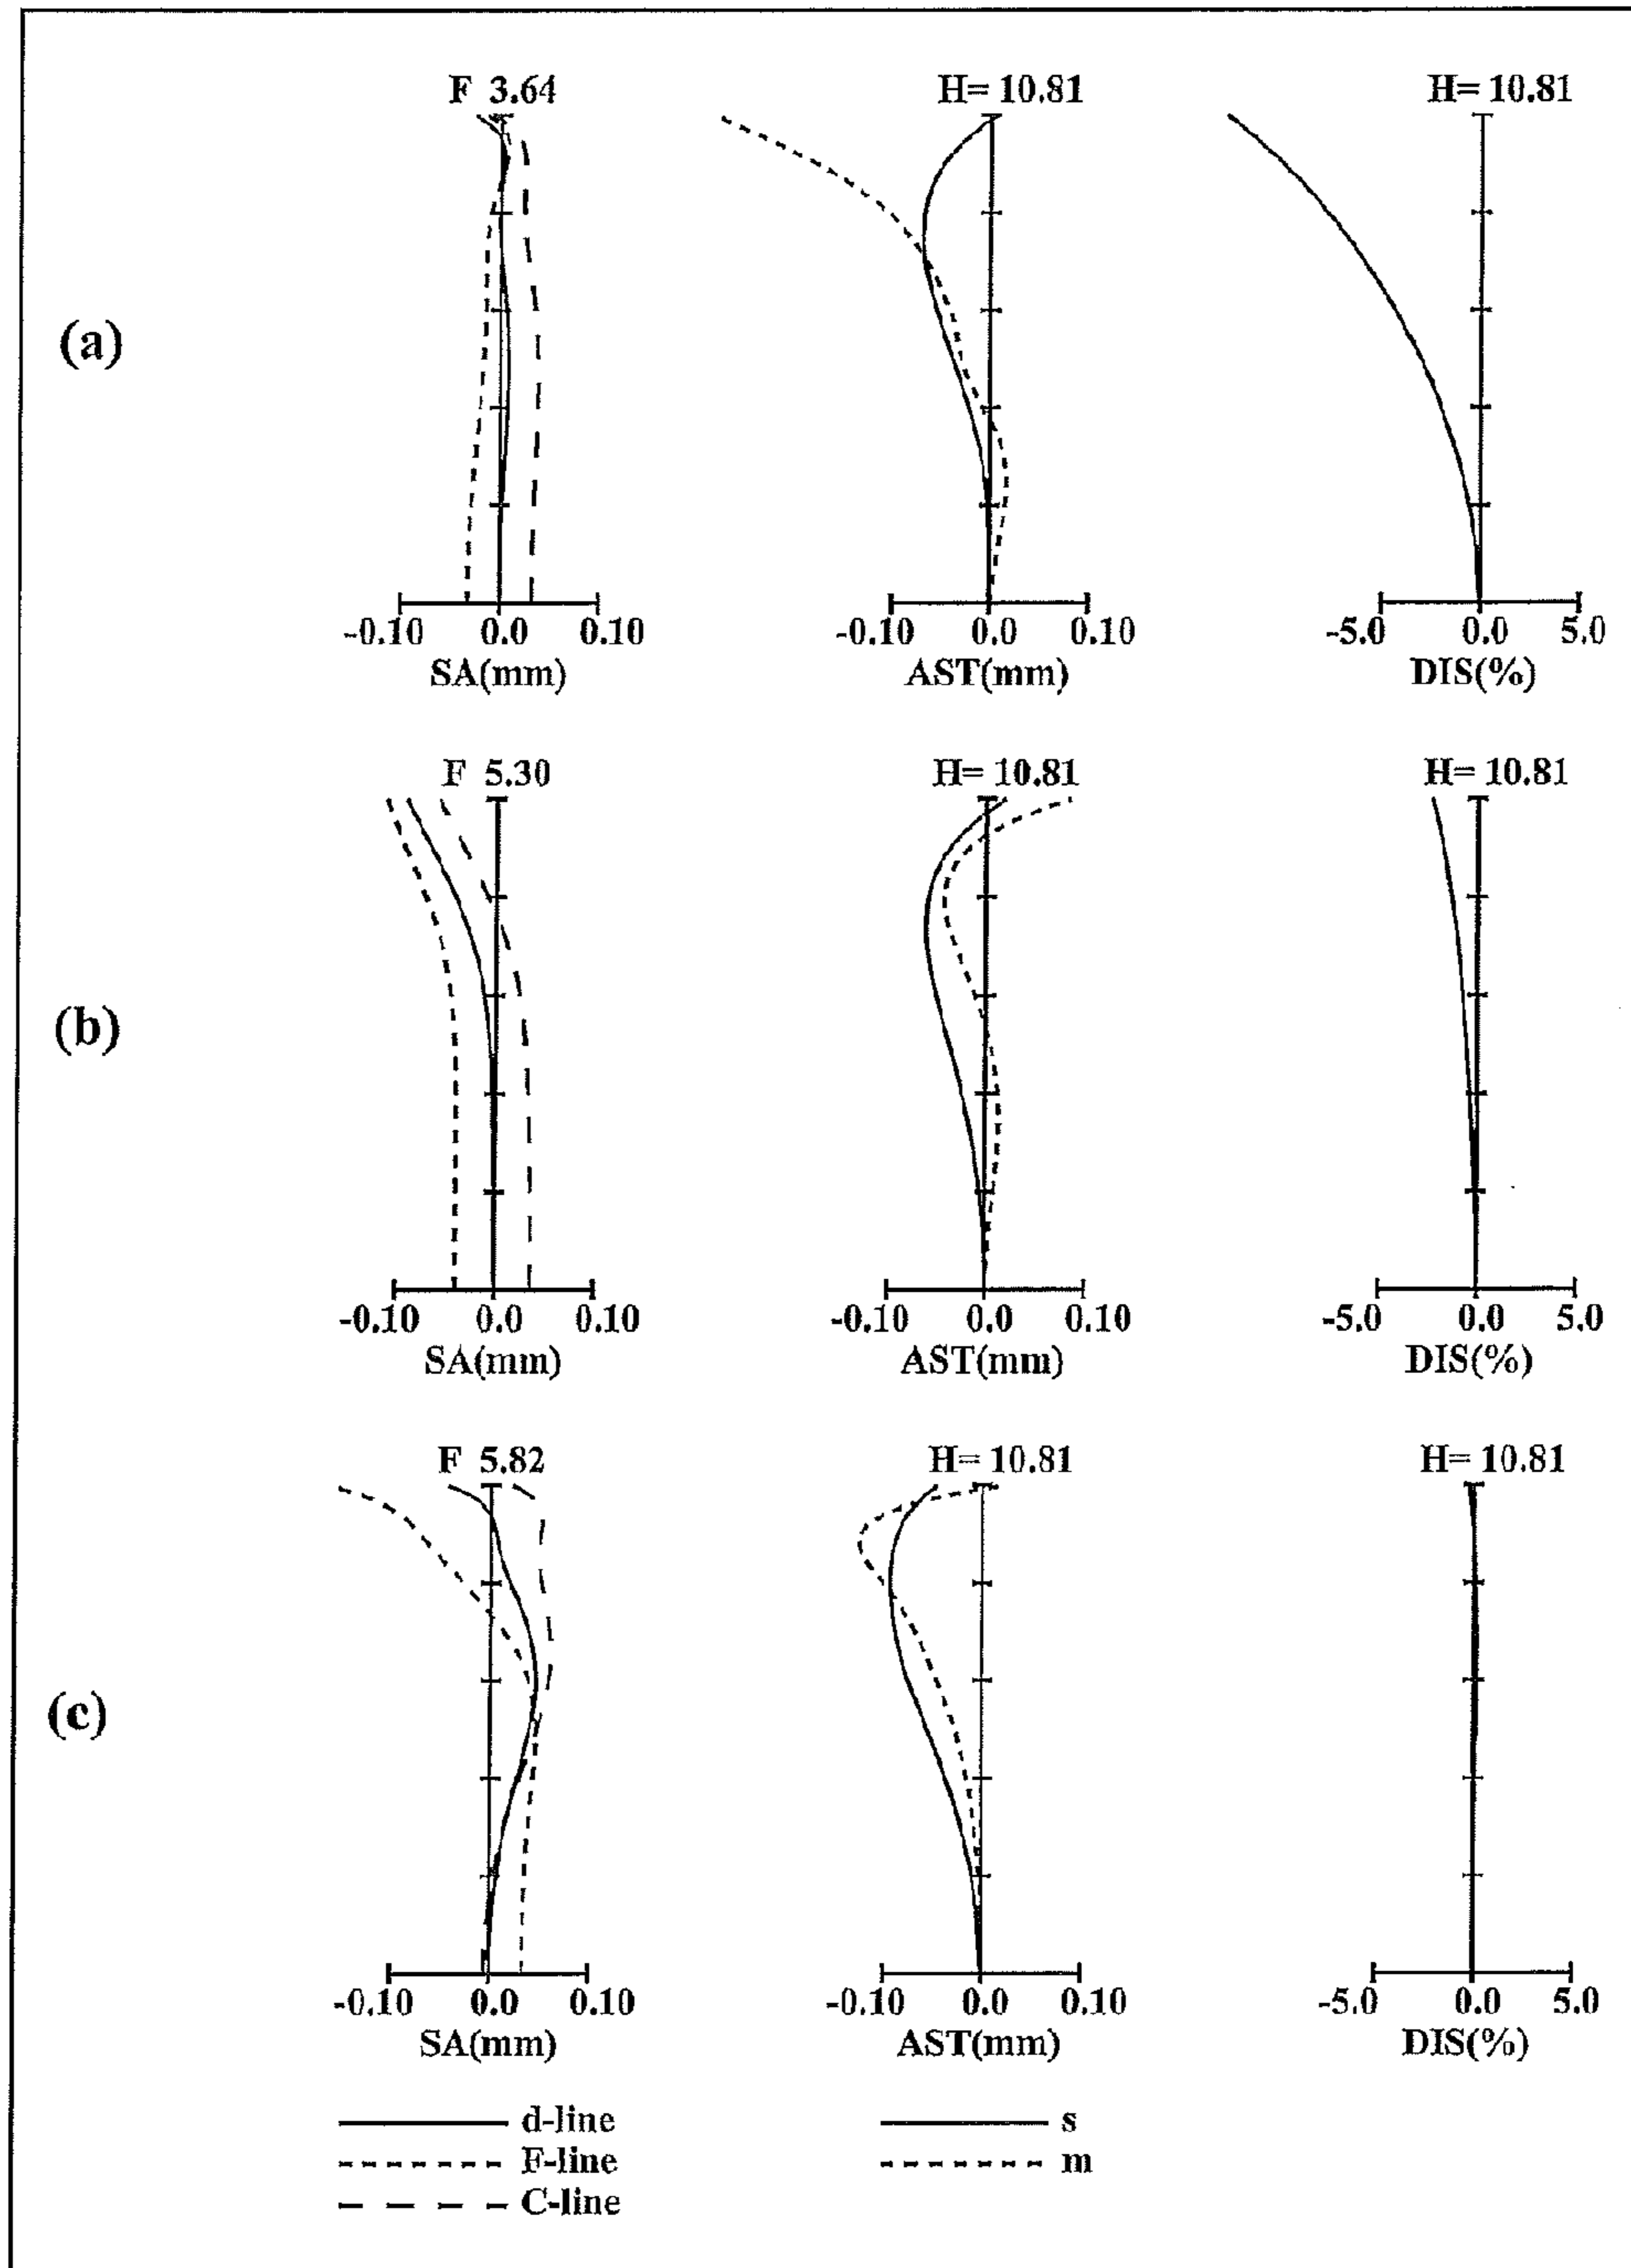 F 3.64 H= 10.81 H= 10.81
(a)
-0.10 0.0 0.10 -0.10 0.0 0.10 -5.0 0.0 5.0
SA(mm) AST(mm) DIS(%)
F 5.30 H= 10.81 H= 10.81
(b)
-0.10 0.0 0.10 -0.10 0.0 0.10 -5.0 0.0 5.0
SA(mm) AST(mm) DIS(%)
F 5.82 H= 10.81 H= 10.81
(c)
-0.10 0.0 0.10 -0.10 0.0 0.10 -5.0 0.0 5.0
SA(mm) AST(mm) DIS(%)
d-line s
F-line m
C-line